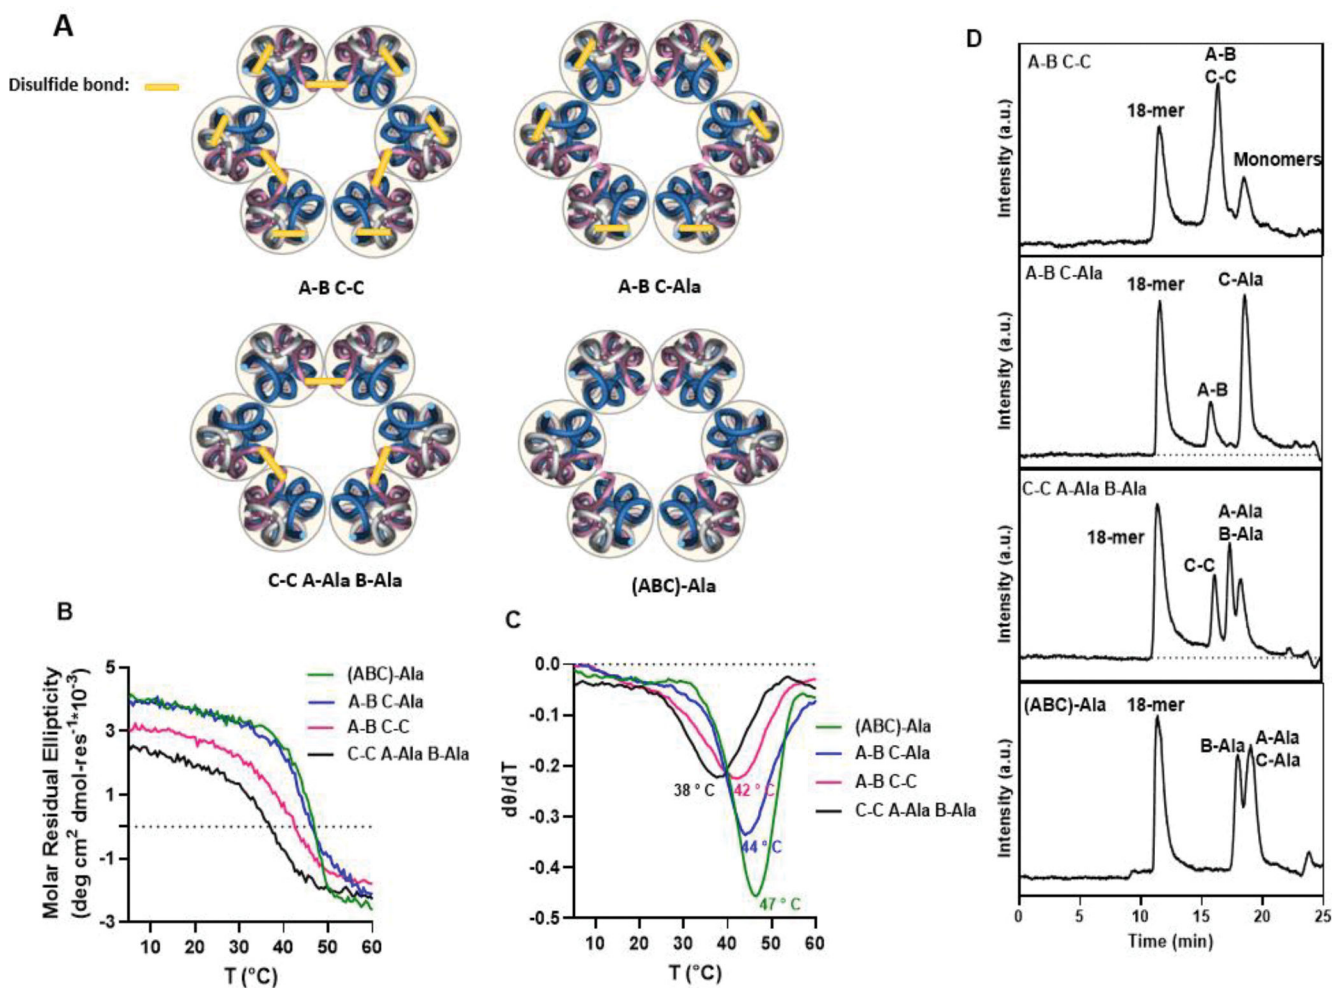 A
Disulfide bond:
A-B C-C
A-B C-Ala
C-C A-Ala B-Ala
(ABC)-Ala
B
Molar Residual Ellipticity
(deg cm² dmol-res⁻¹*10⁻³)
5
3
1
-1
-3
10 20 30 40 50 60
T (°C)
(ABC)-Ala
A-B C-Ala
A-B C-C
C-C A-Ala B-Ala
C
dθ/dT
0.0
-0.1
-0.2
-0.3
-0.4
-0.5
10 20 30 40 50 60
T (°C)
38 ° C
42 ° C
44 ° C
47 ° C
(ABC)-Ala
A-B C-Ala
A-B C-C
C-C A-Ala B-Ala
D
Intensity (a.u.)
A-B C-C
18-mer
A-B
C-C
Monomers
Intensity (a.u.)
A-B C-Ala
18-mer
A-B
C-Ala
Intensity (a.u.)
C-C A-Ala B-Ala
18-mer
C-C
A-Ala
B-Ala
Intensity (a.u.)
(ABC)-Ala
18-mer
B-Ala
A-Ala
C-Ala
0 5 10 15 20 25
Time (min)